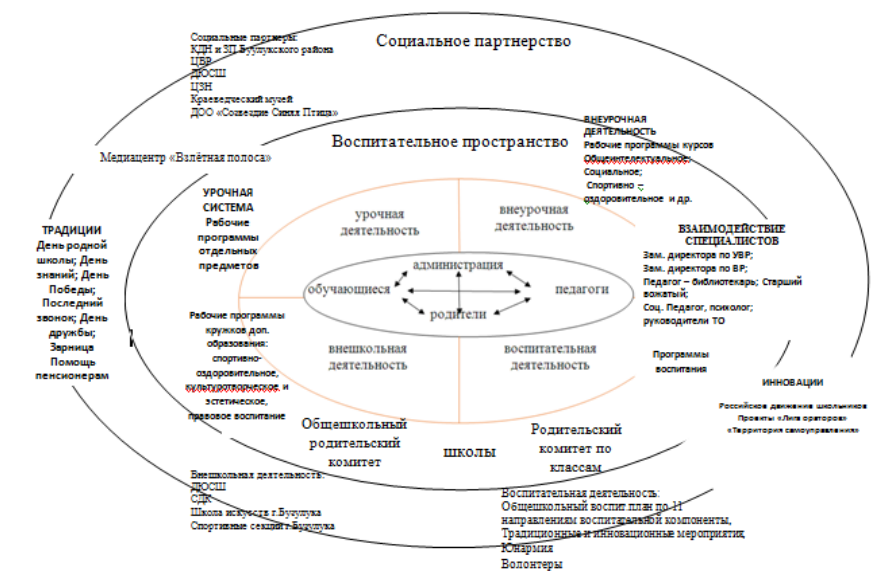 Социальное партнерство
Социальные партнеры:
КДН и ЗП Бузулукского района
ЦВР
ДЮСШ
ЦЗН
Краеведческий музей
ДОО «Созвездие Синяя Птица»
Медиацентр «Взлётная полоса»
Воспитательное пространство
ВНЕУРОЧНАЯ
ДЕЯТЕЛЬНОСТЬ
Рабочие программы курсов
Общеинтелектуальное;
Социальное;
Спортивно –
оздоровительное и др.
УРОЧНАЯ
СИСТЕМА
Рабочие
программы
отдельных
предметов
урочная
деятельность
внеурочная
деятельность
ТРАДИЦИИ
День родной
школы; День
знаний; День
Победы;
Последний
звонок; День
дружбы;
Зарница
Помощь
пенсионерам
ВЗАИМОДЕЙСТВИЕ
СПЕЦИАЛИСТОВ
Зам. директора по УВР;
Зам. директора по ВР;
Педагог – библиотекарь; Старший
вожатый;
Соц. Педагог, психолог;
руководители ТО
администрация
обучающиеся
педагоги
родители
Рабочие программы
кружков доп.
образования:
спортивно-
оздоровительное,
культуротворческое и
эстетическое,
правовое воспитвние
внешкольная
деятельность
воспитательная
деятельность
Программы
воспитвния
ИННОВАЦИИ
Российское движение школьников
Проекты «Лига ораторов»
«Территория самоуправления»
Общешкольный
родительский
комитет
школы
Родительский
комитет по
классам
Внешкольная деятельность:
ДЮСШ
СДК
Школа искусств г.Бузулука
Спортивные секции г.Бузулука
Воспитательная деятельность:
Общешкольный воспит.план по 11
направлениям воспитательной компоненты,
Традиционные и инновационные мероприятия,
Юнармия
Волонтеры